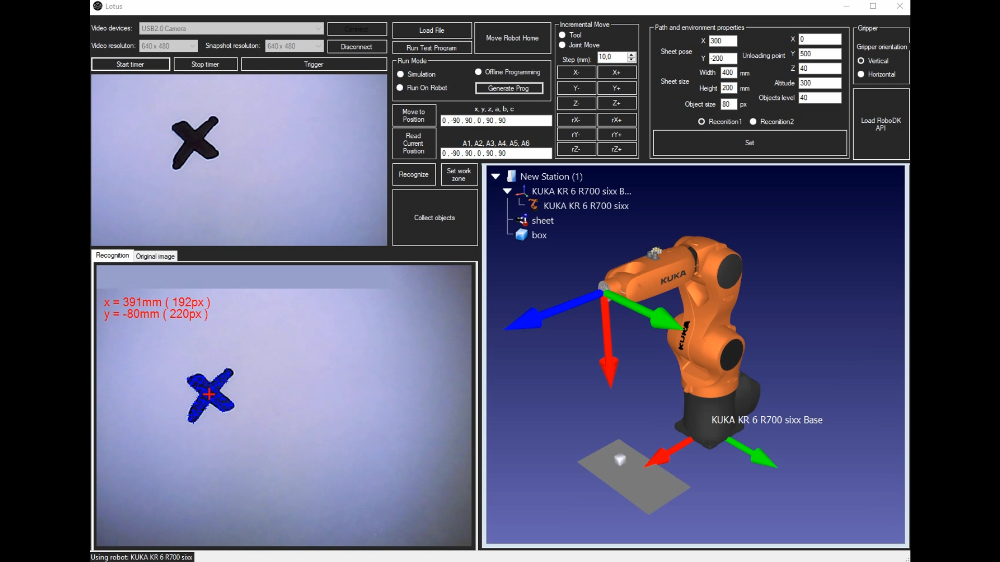 Lotus
Video devices: USB2.0 Camera Connect
Video resoluton: 640 x 480 Snapshot resoluton: 640 x 480 Disconnect
Start timer Stop timer Trigger
Load File
Run Test Program
Move Robot Home
Run Mode
Simulation Offline Programming
Run On Robot Generate Prog
Move to
Position
x, y, z, a, b, c
0 , -90 , 90 , 0 , 90 , 90
Read
Current
Position
A1, A2, A3, A4, A5, A6
0 , -90 , 90 , 0 , 90 , 90
Recognize
Set work
zone
Collect objects
Incremental Move
Tool
Joint Move
Step (mm): 10,0
X- X+
Y- Y+
Z- Z+
rX- rX+
rY- rY+
rZ- rZ+
Path and environment properties
Sheet pose
X 300
Y -200
Sheet size
Width 400 mm
Height 200 mm
Object size 80 px
Unloading point
X 0
Y 500
Z 40
Altitude 300
Objects level 40
Reconition1 Reconition2
Set
Gripper
Gripper orientation
Vertical
Horizontal
Load RoboDK
API
Recognition Original image
x = 391mm ( 192px )
y = -80mm ( 220px )
New Station (1)
KUKA KR 6 R700 sixx B...
KUKA KR 6 R700 sixx
sheet
box
KUKA
KUKA
KUKA KR 6 R700 sixx Base
Using robot: KUKA KR 6 R700 sixx